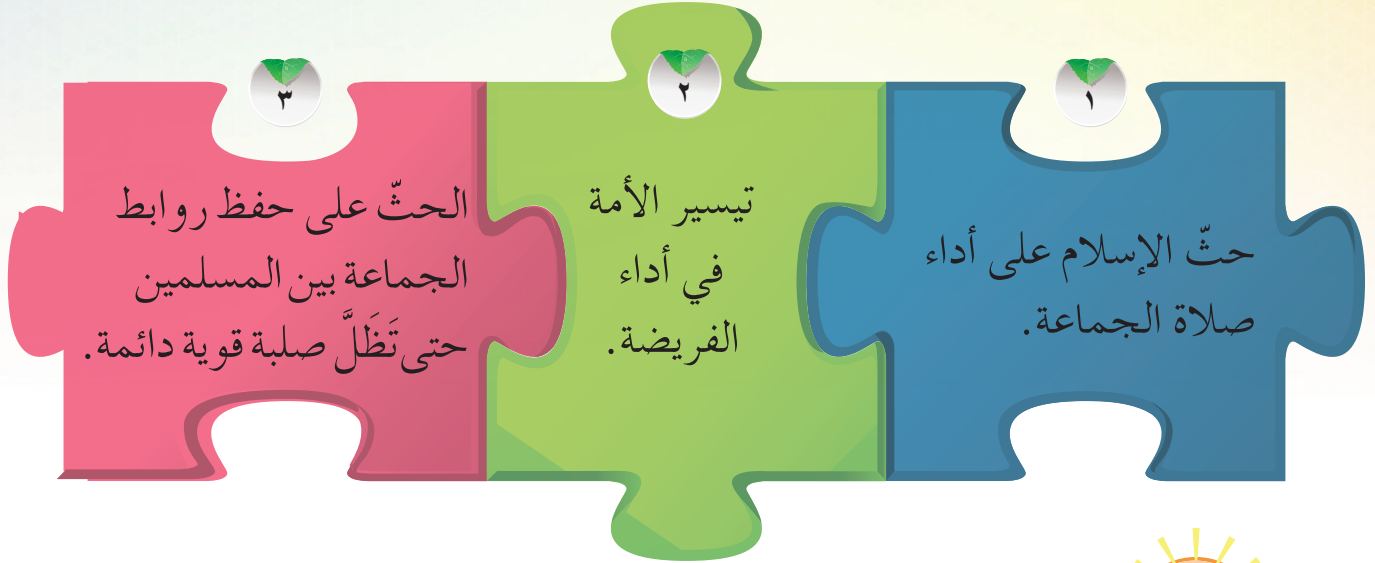 ١
حثّ الإسلام على أداء
صلاة الجماعة.
٢
تيسير الأمة
في أداء
الفريضة.
٣
الحثّ على حفظ روابط
الجماعة بين المسلمين
حتى تَظَلَّ صلبة قوية دائمة.